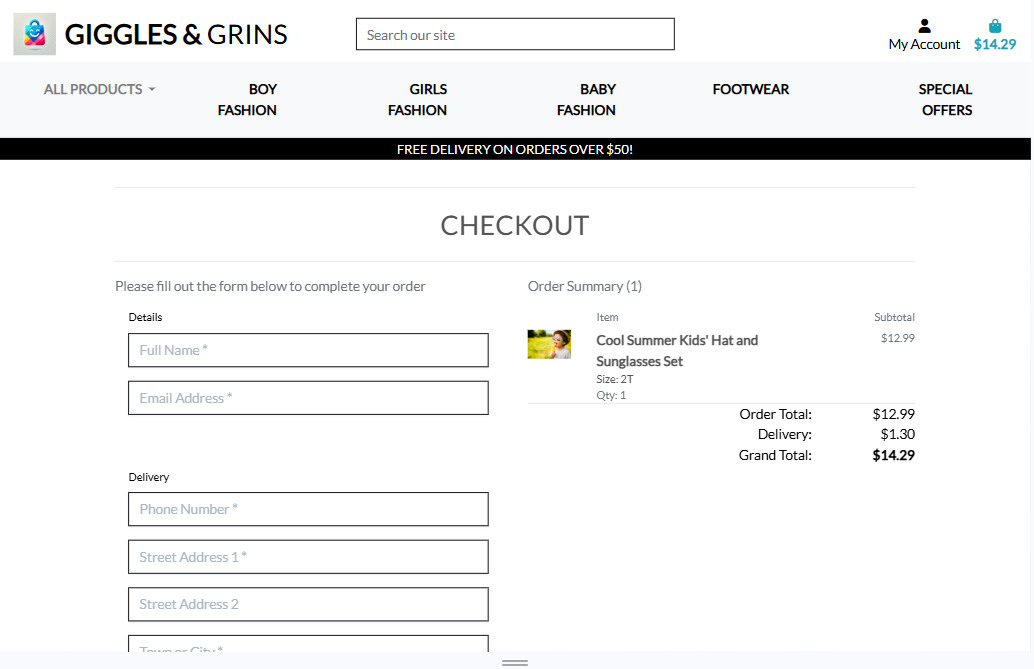 GIGGLES & GRINS
Search our site
My Account
$14.29
ALL PRODUCTS
BOY FASHION
GIRLS FASHION
BABY FASHION
FOOTWEAR
SPECIAL OFFERS
FREE DELIVERY ON ORDERS OVER $50!
CHECKOUT
Please fill out the form below to complete your order
Details
Full Name *
Email Address *
Delivery
Phone Number *
Street Address 1 *
Street Address 2
Town or City *
Order Summary (1)
Item
Subtotal
Cool Summer Kids' Hat and
Sunglasses Set
$12.99
Size: 2T
Qty: 1
Order Total: $12.99
Delivery: $1.30
Grand Total: $14.29